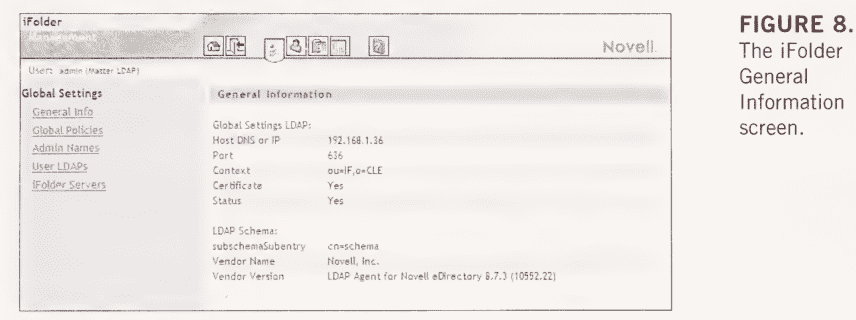 iFolder
Management
Novell.
User: admin (Master LDAP)
Global Settings
General Info
Global Policies
Admin Names
User LDAPs
iFolder Servers
General Information
Global Settings LDAP:
Host DNS or IP 192.168.1.36
Port 636
Context ou=IF,o=CLE
Certificate Yes
Status Yes
LDAP Schema:
subschemaSubentry cn=schema
Vendor Name Novell, Inc.
Vendor Version LDAP Agent for Novell eDirectory 8.7.3 (10552.22)
FIGURE 8.
The iFolder
General
Information
screen.